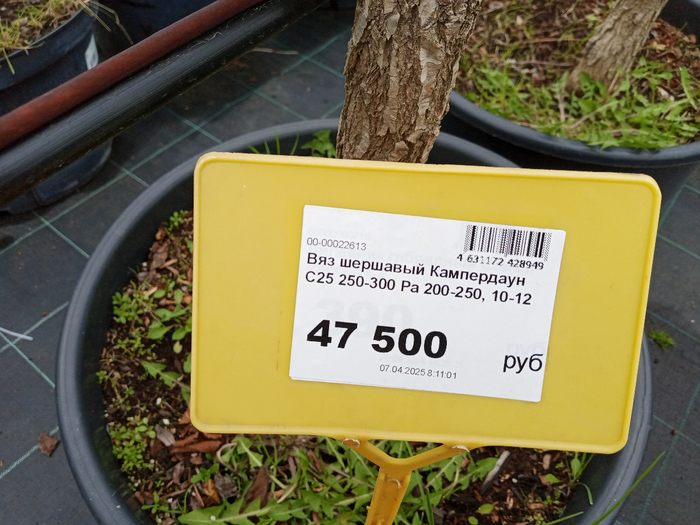 00-00022613
4 631172 428949
Вяз шершавый Кампердаун
С25 250-300 Ра 200-250, 10-12
47 500
руб
07.04.2025 8:11:01